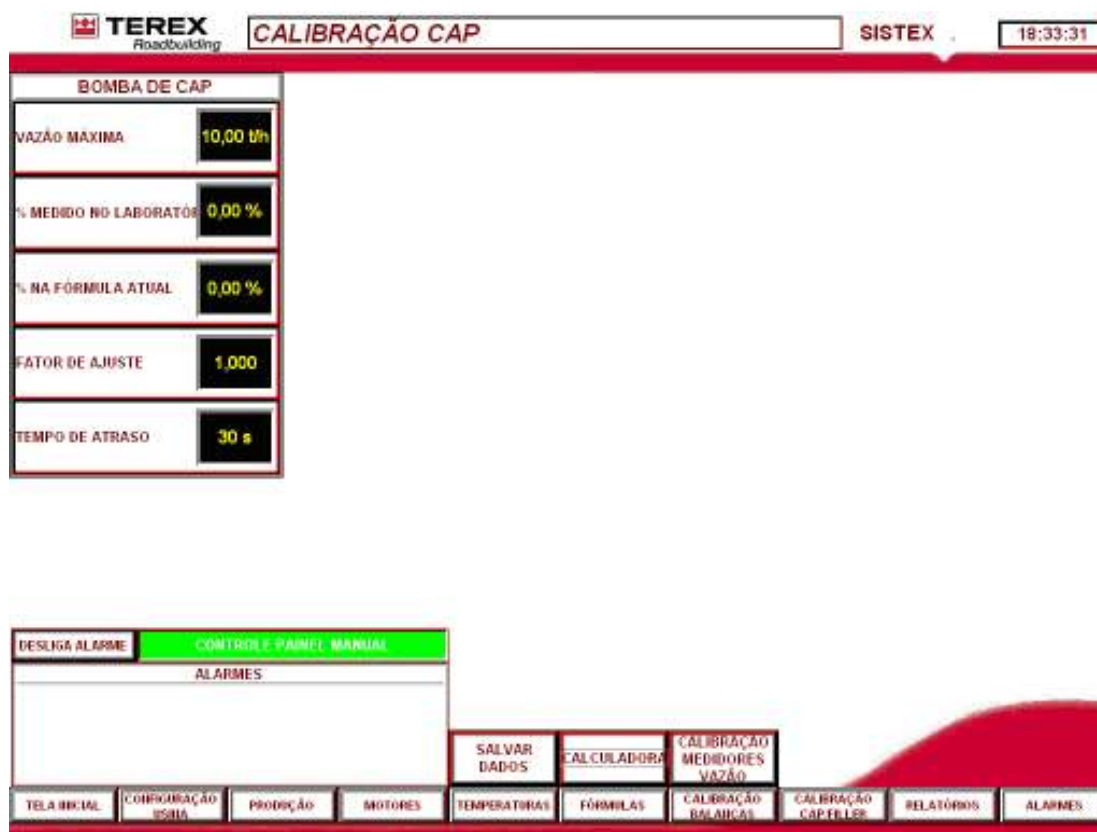 TEREX
Roadbuilding
CALIBRAÇÃO CAP
SISTEX .
18:33:31
BOMBA DE CAP
VAZÃO MÁXIMA
10,00 t/h
% MEDIDO NO LABORATÓR
0,00 %
% NA FÓRMULA ATUAL
0,00 %
FATOR DE AJUSTE
1,000
TEMPO DE ATRASO
30 s
DESLIGA ALARME
CONTROLE PAINEL MANUAL
ALARMES
SALVAR
DADOS
CALCULADORA
CALIBRAÇÃO
MEDIDORES
VAZÃO
TELA INICIAL
CONFIGURAÇÃO
USINA
PRODUÇÃO
MOTORES
TEMPERATURAS
FÓRMULAS
CALIBRAÇÃO
BALANÇAS
CALIBRAÇÃO
CAP FILLER
RELATÓRIOS
ALARMES